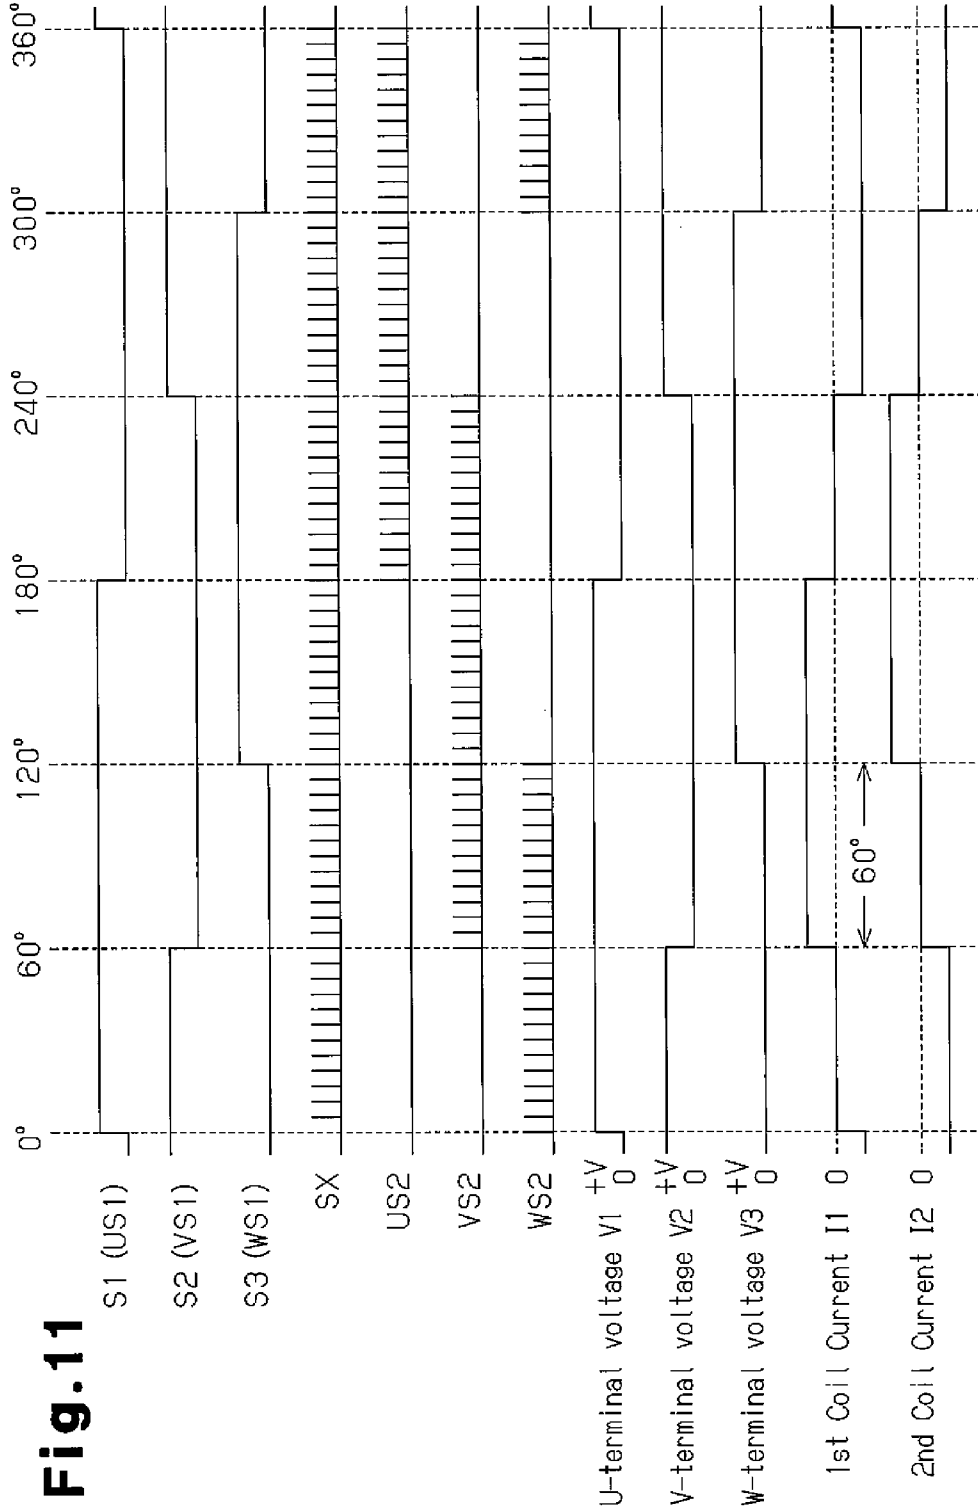 Fig.11
0° 60° 120° 180° 240° 300° 360°
S1 (US1)
S2 (VS1)
S3 (WS1)
SX
US2
VS2
WS2
U-terminal voltage V1 +V 0
V-terminal voltage V2 +V 0
W-terminal voltage V3 +V 0
1st Coil Current I1 0
60°
2nd Coil Current I2 0